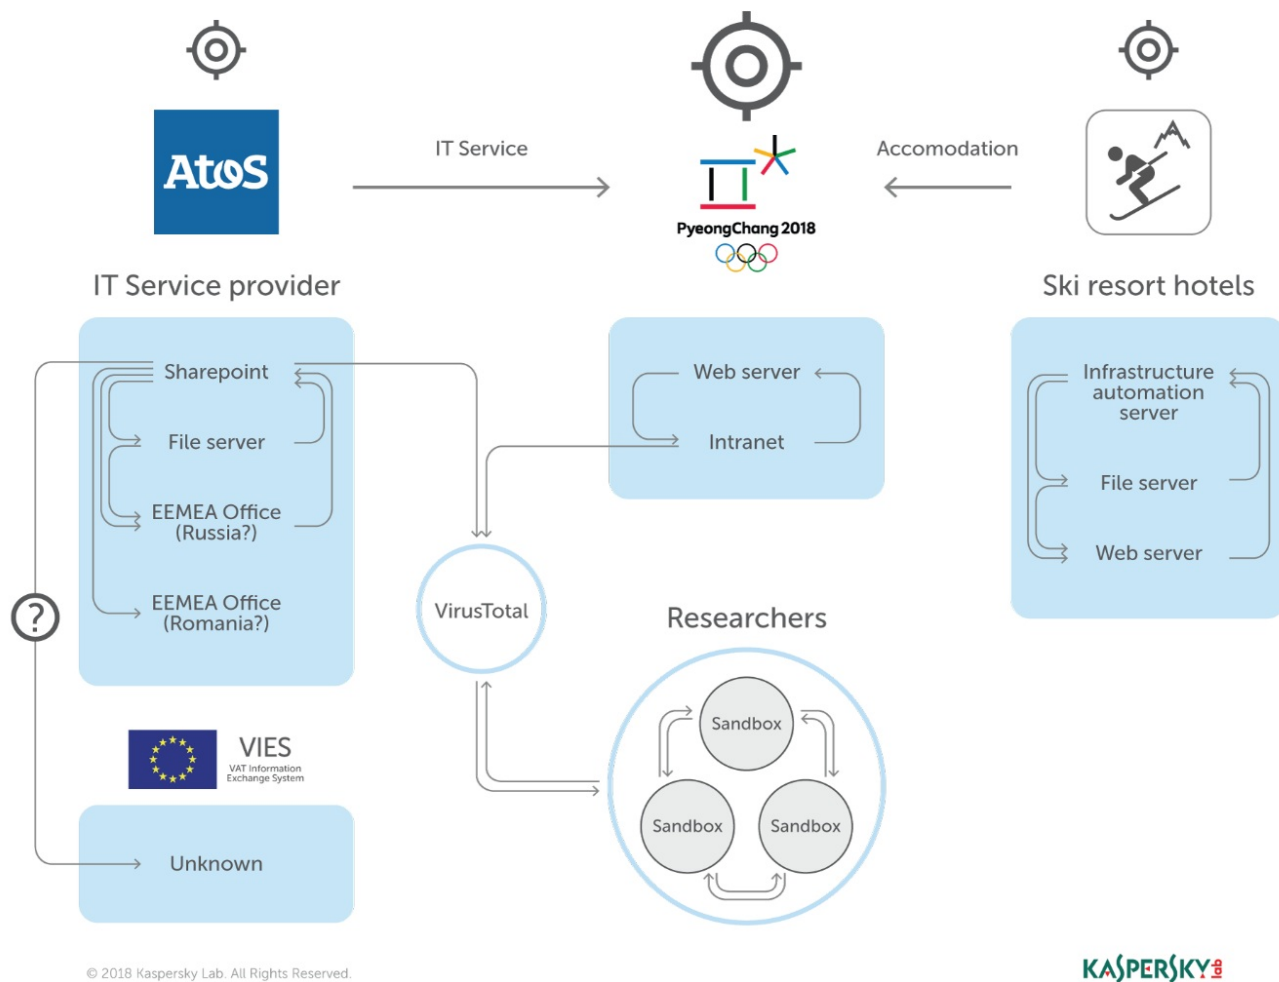 Atos
IT Service
PyeongChang 2018
Accomodation
IT Service provider
Ski resort hotels
Sharepoint
File server
EEMEA Office
(Russia?)
EEMEA Office
(Romania?)
?
Web server
Intranet
Infrastructure
automation
server
File server
Web server
VirusTotal
Researchers
Sandbox
Sandbox
Sandbox
VIES
VAT Information
Exchange System
Unknown
© 2018 Kaspersky Lab. All Rights Reserved.
KASPERSKY lab